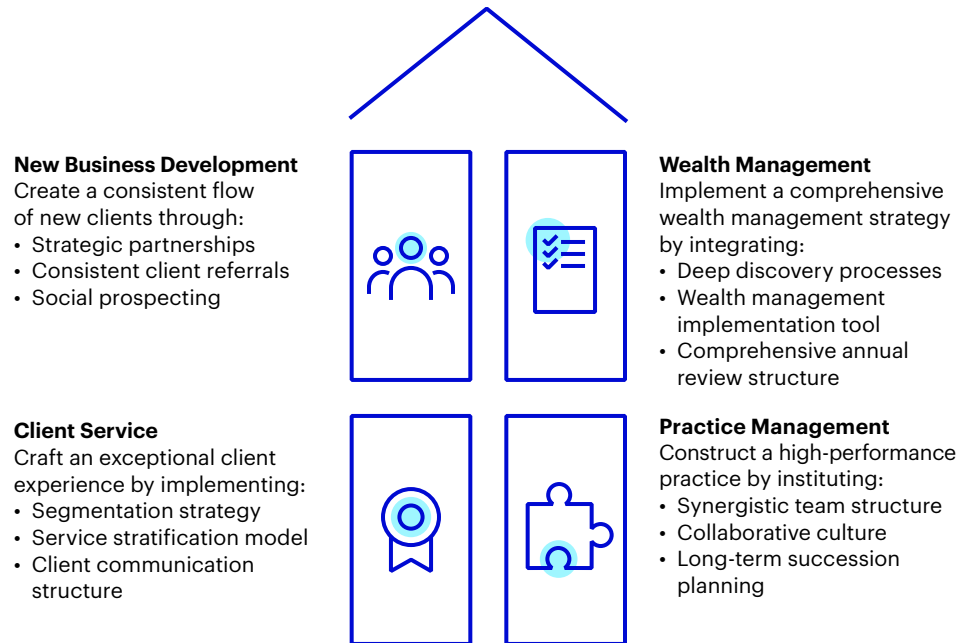 New Business Development
Create a consistent flow
of new clients through:
• Strategic partnerships
• Consistent client referrals
• Social prospecting
Wealth Management
Implement a comprehensive
wealth management strategy
by integrating:
• Deep discovery processes
• Wealth management
implementation tool
• Comprehensive annual
review structure
Client Service
Craft an exceptional client
experience by implementing:
• Segmentation strategy
• Service stratification model
• Client communication
structure
Practice Management
Construct a high-performance
practice by instituting:
• Synergistic team structure
• Collaborative culture
• Long-term succession
planning